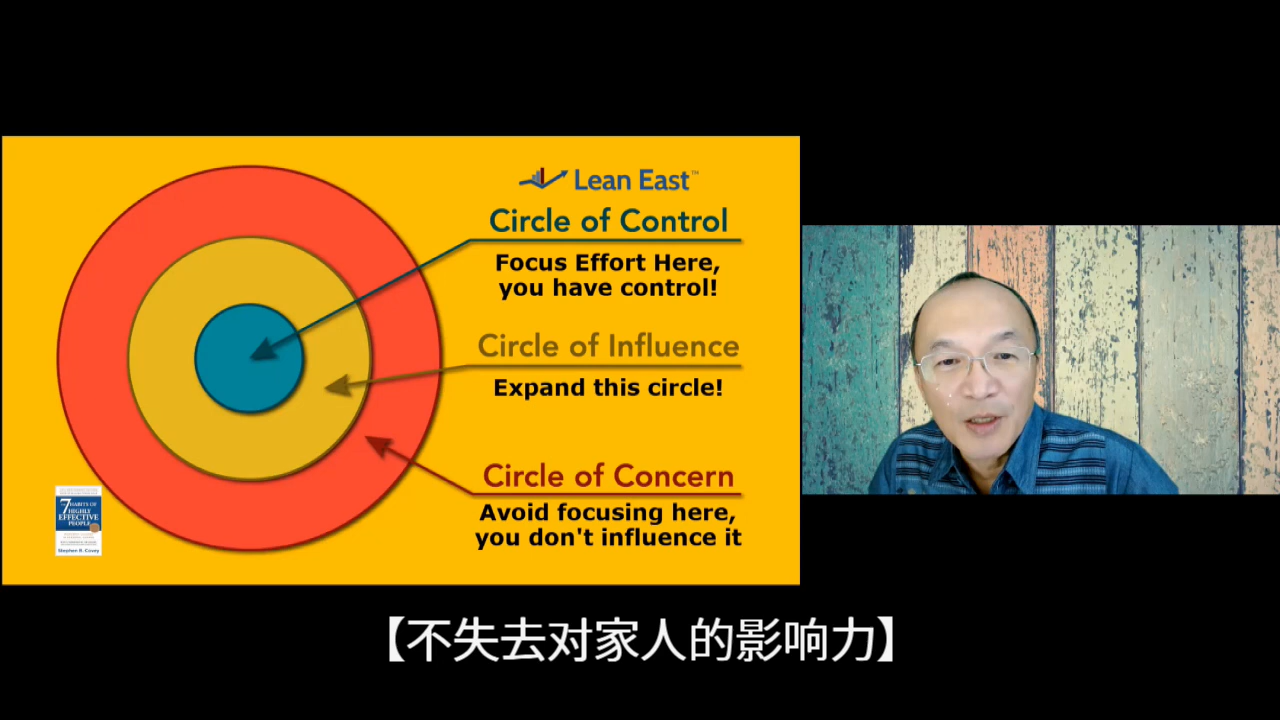 Lean East™
Circle of Control
Focus Effort Here,
you have control!
Circle of Influence
Expand this circle!
Circle of Concern
Avoid focusing here,
you don't influence it
7 HABITS OF
HIGHLY
EFFECTIVE
PEOPLE
Stephen R. Covey
【不失去对家人的影响力】